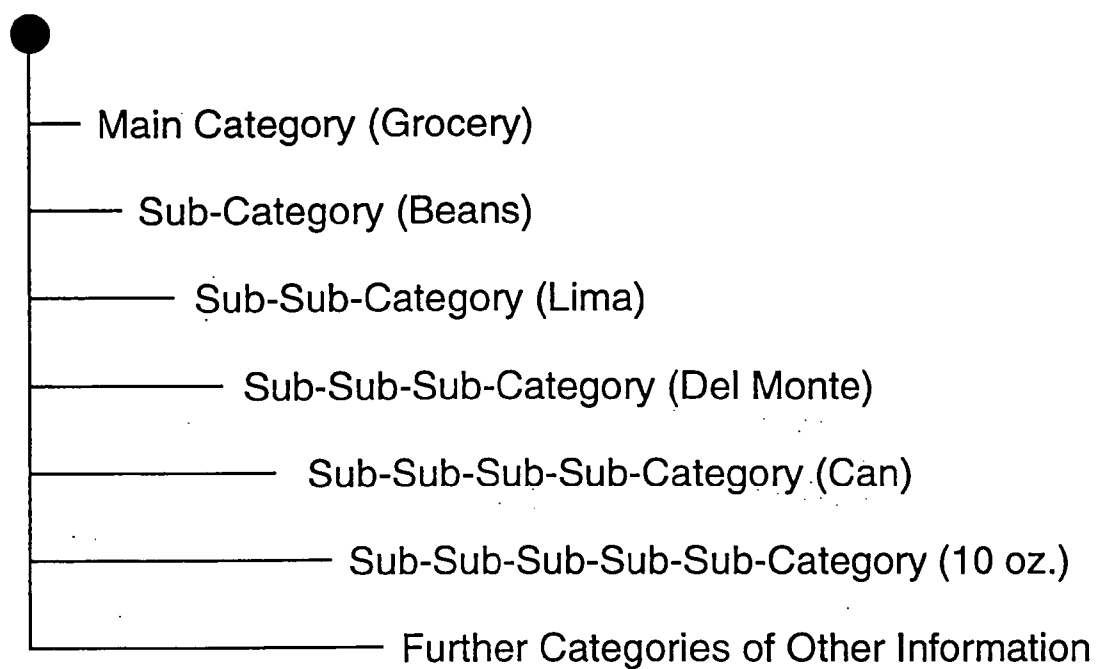 Main Category (Grocery)
Sub-Category (Beans)
Sub-Sub-Category (Lima)
Sub-Sub-Sub-Category (Del Monte)
Sub-Sub-Sub-Sub-Category (Can)
Sub-Sub-Sub-Sub-Sub-Category (10 oz.)
Further Categories of Other Information